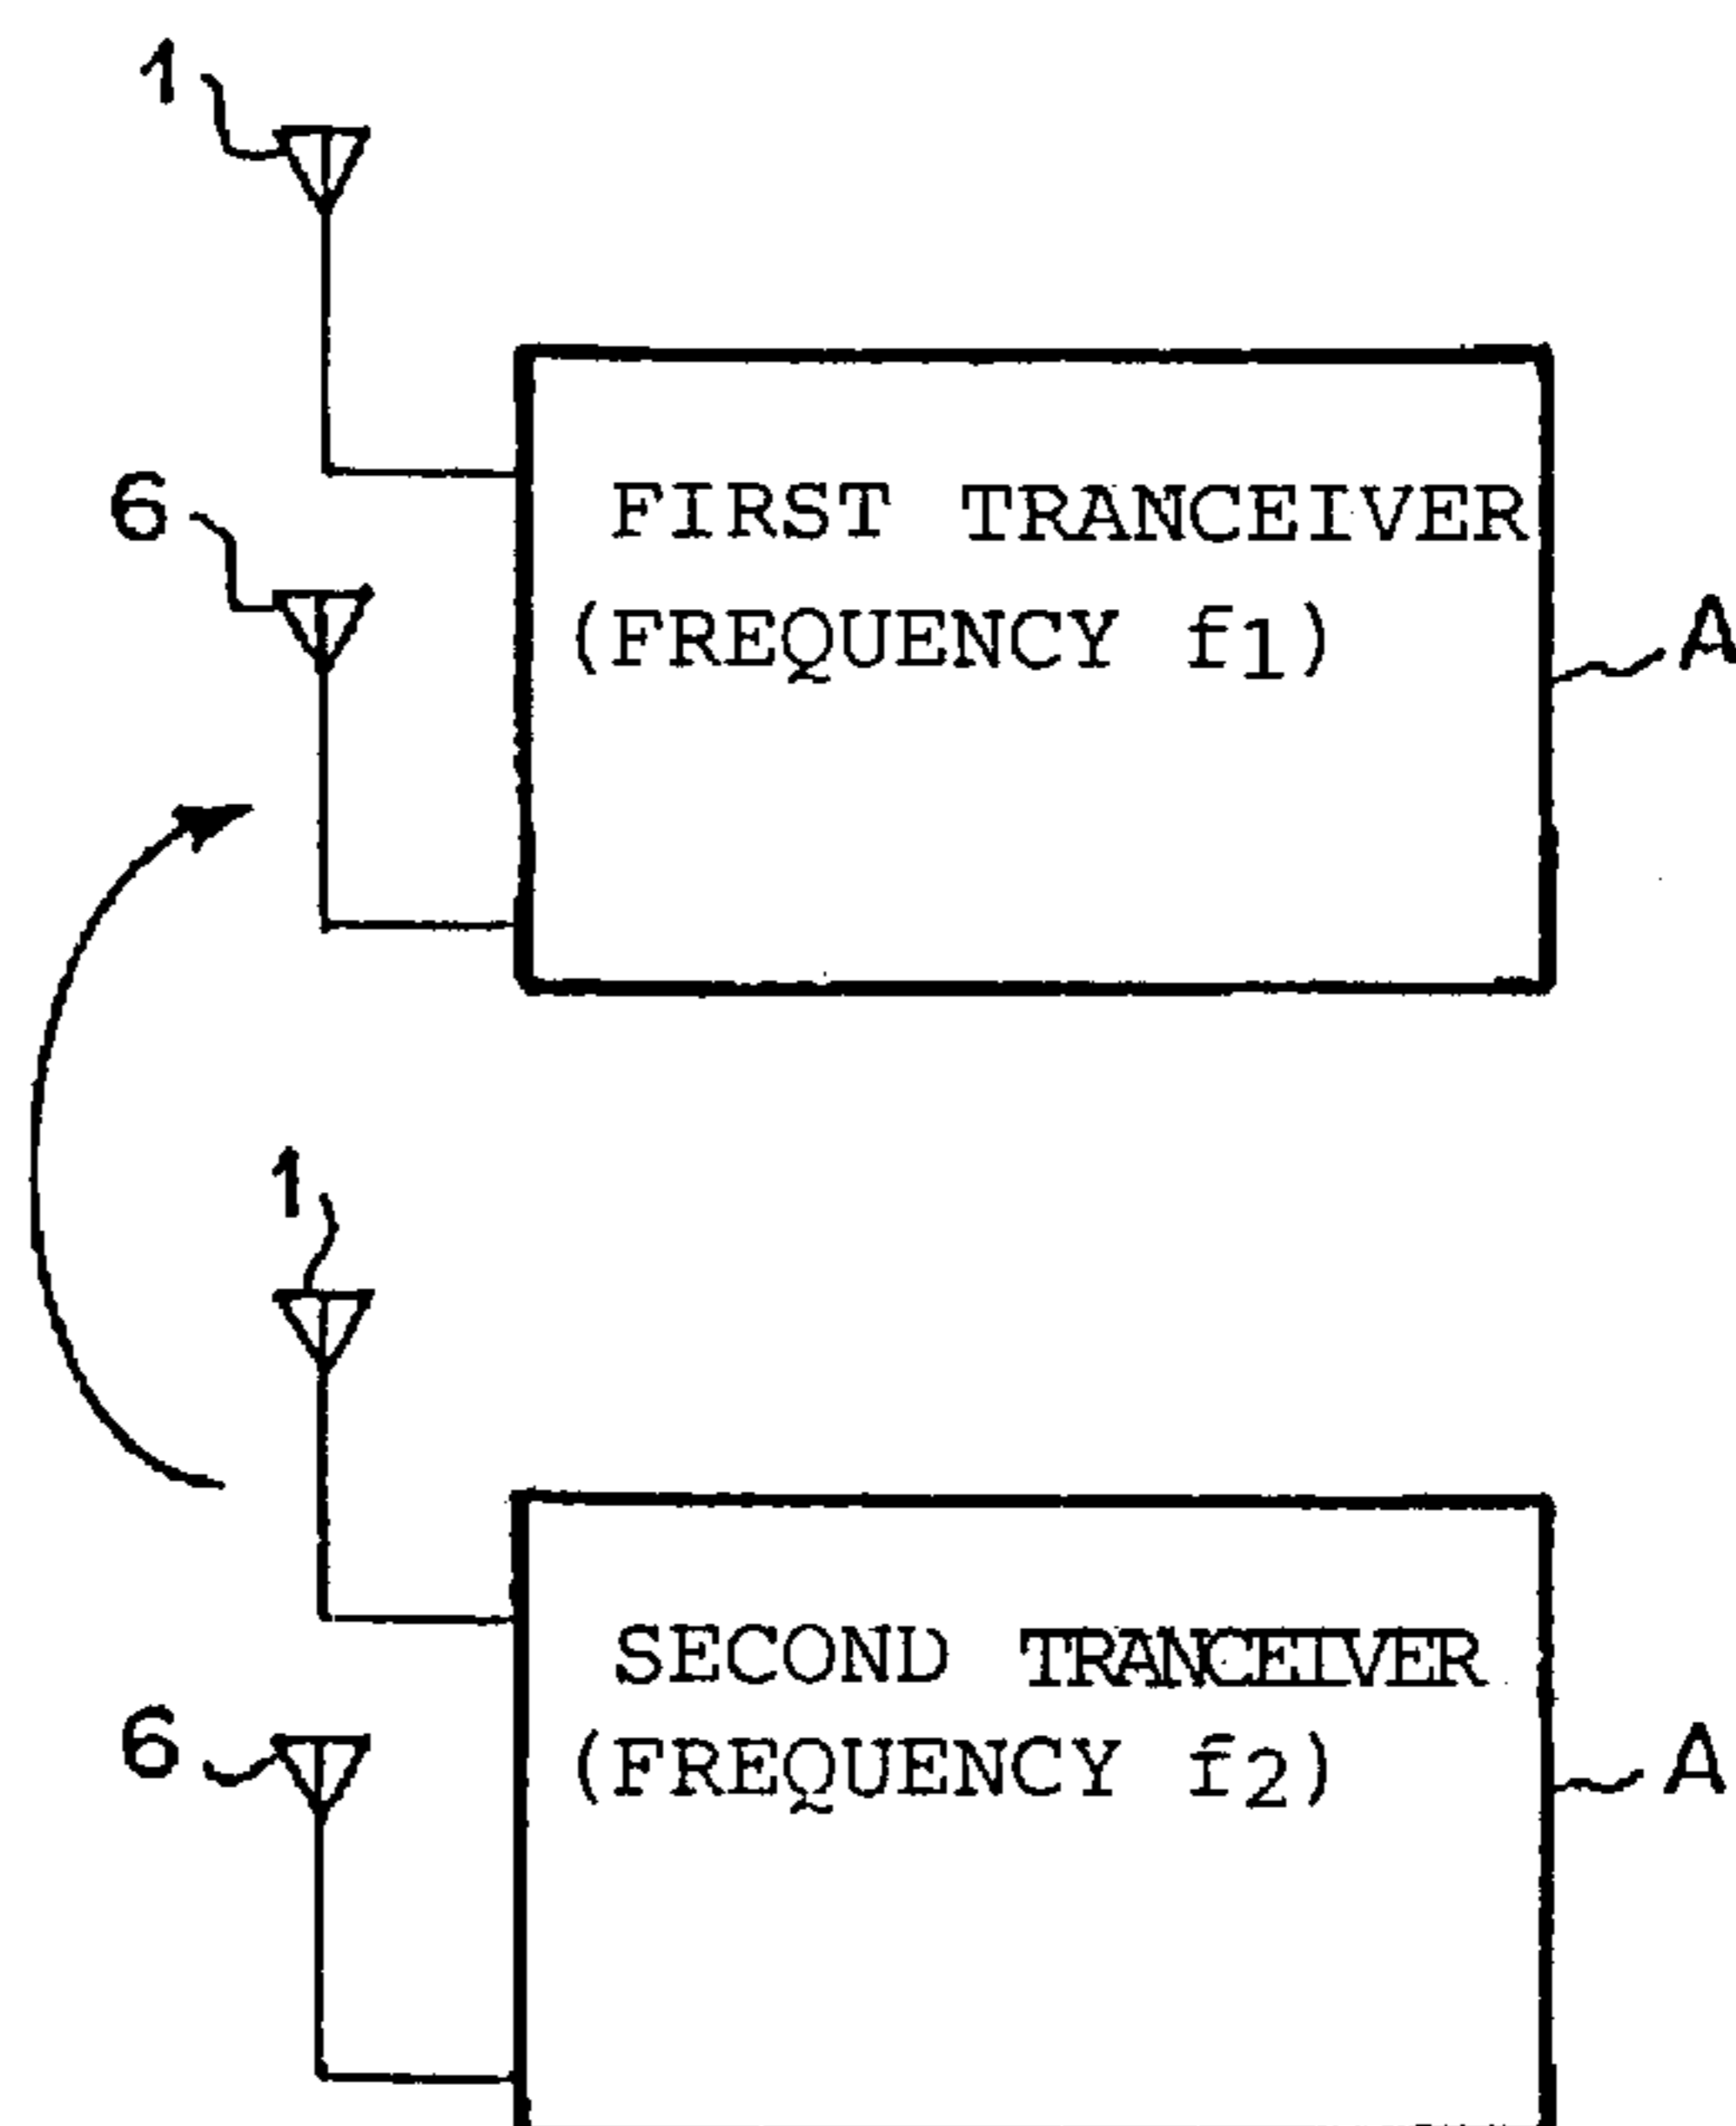 1
6
FIRST TRANCEIVER
(FREQUENCY f1)
A
1
6
SECOND TRANCEIVER
(FREQUENCY f2)
A